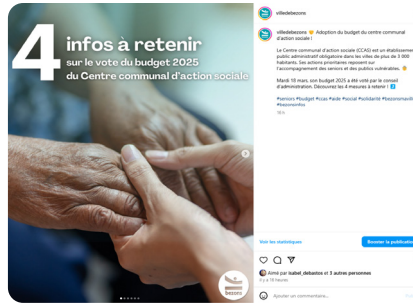 4 infos à retenir
sur le vote du budget 2025
du Centre communal d'action sociale
bezons
villedebezons
villedebezons Adoption du budget du centre communal
d'action sociale !
Le Centre communal d'action sociale (CCAS) est un établissement
public administratif obligatoire dans les villes de plus de 3 000
habitants. Ses actions prioritaires reposent sur
l'accompagnement des seniors et des publics vulnérables.
Mardi 18 mars, son budget 2025 a été voté par le conseil
d'administration. Découvrez les 4 mesures à retenir !
#seniors #budget #ccas #aide #social #solidarité #bezonsmaville
#bezonsinfos
Voir les statistiques
Booster la publication
Aimé par isabel_debastos et 3 autres personnes
il y a 18 heures
Ajouter un commentaire...